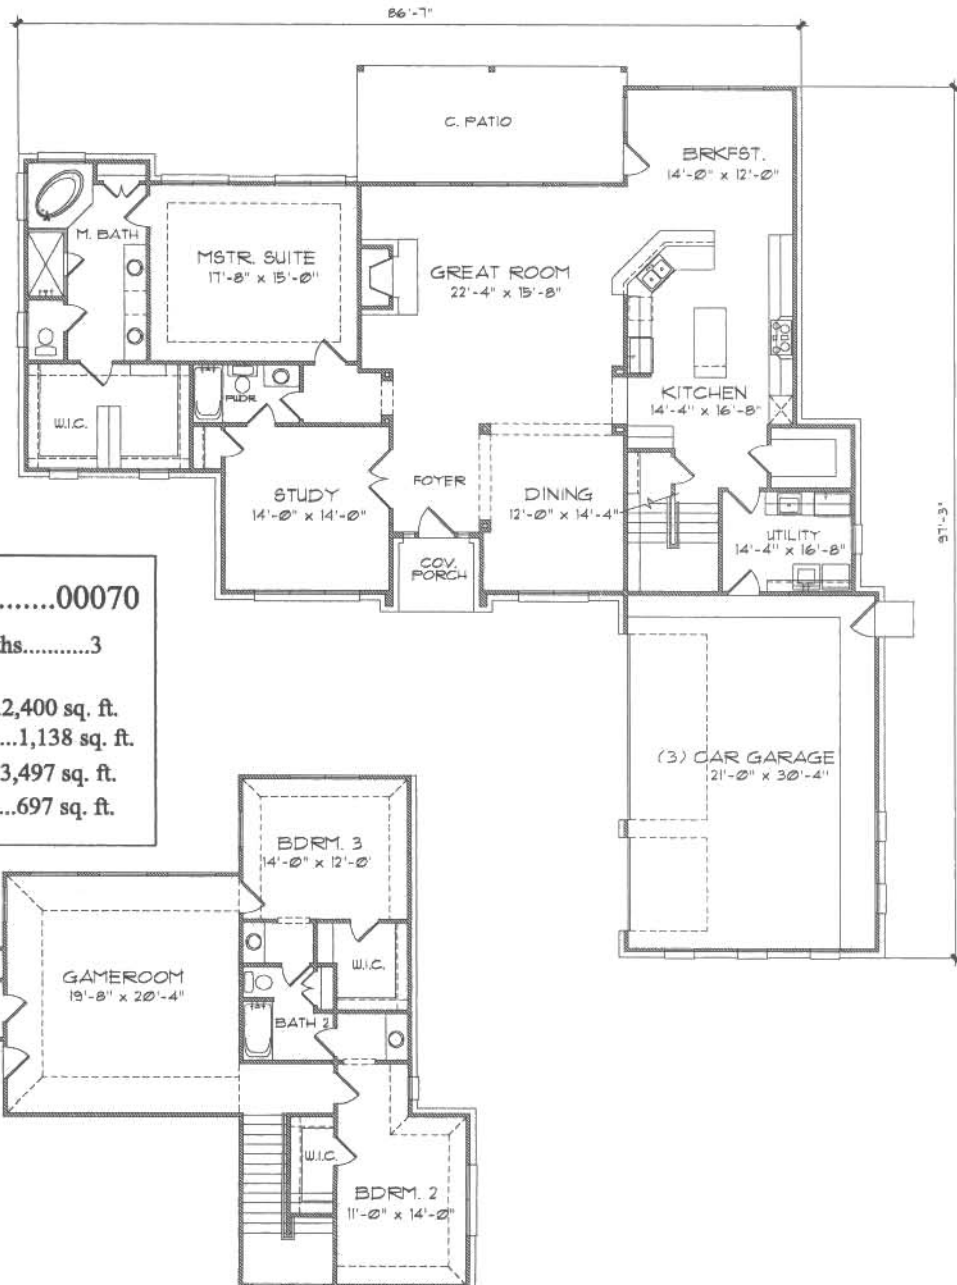 86'-7"
C. PATIO
BRKFST.
14'-0" x 12'-0"
M. BATH
MSTR. SUITE
17'-8" x 15'-0"
GREAT ROOM
22'-4" x 15'-8"
KITCHEN
14'-4" x 16'-8"
PWDR.
W.I.C.
STUDY
14'-0" x 14'-0"
FOYER
DINING
12'-0" x 14'-4"
UTILITY
14'-4" x 16'-8"
97'-3"
COV.
PORCH
.......00070
hs...........3
.2,400 sq. ft.
...1,138 sq. ft.
3,497 sq. ft.
...697 sq. ft.
(3) CAR GARAGE
21'-0" x 30'-4"
BDRM. 3
14'-0" x 12'-0'
GAMEROOM
19'-8" x 20'-4"
W.I.C.
BATH 2
W.I.C.
BDRM. 2
11'-0" x 14'-0"